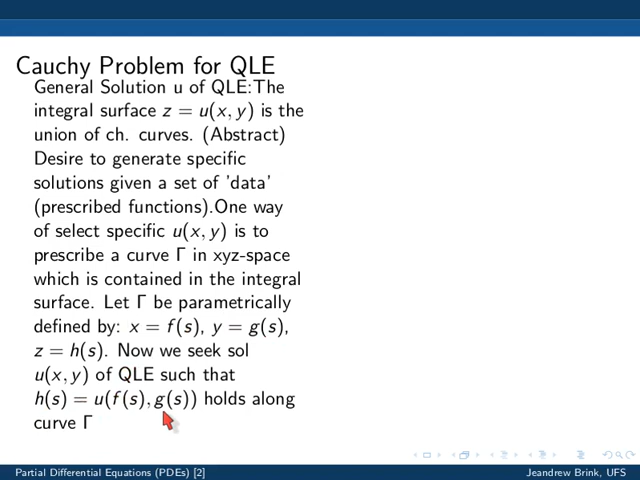 Cauchy Problem for QLE
General Solution u of QLE:The
integral surface z = u(x, y) is the
union of ch. curves. (Abstract)
Desire to generate specific
solutions given a set of 'data'
(prescribed functions).One way
of select specific u(x, y) is to
prescribe a curve Γ in xyz-space
which is contained in the integral
surface. Let Γ be parametrically
defined by: x = f(s), y = g(s),
z = h(s). Now we seek sol
u(x, y) of QLE such that
h(s) = u(f(s), g(s)) holds along
curve Γ
Partial Differential Equations (PDEs) [2]
Jeandrew Brink, UFS